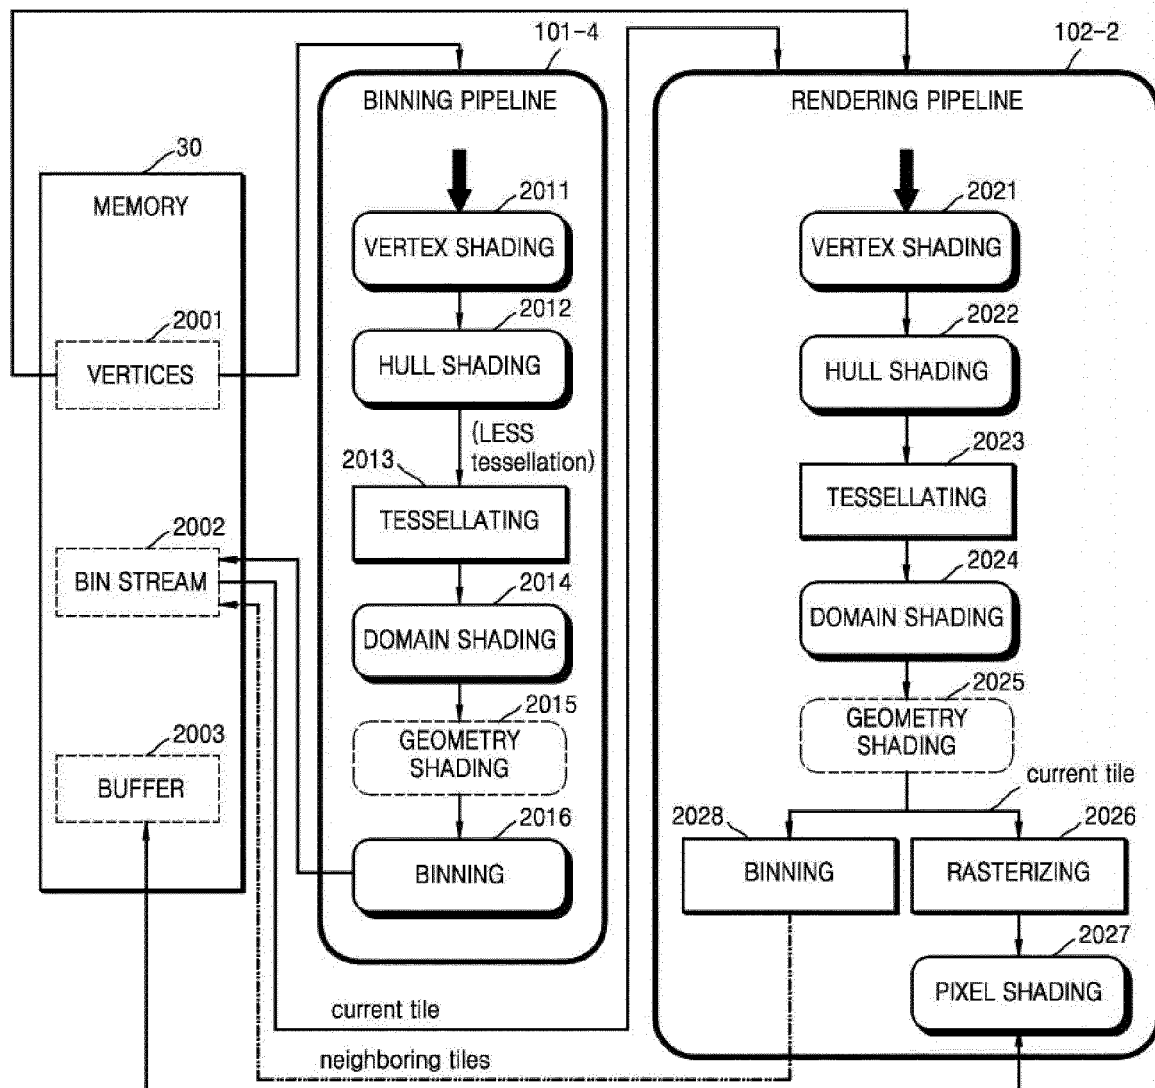 101-4
102-2
BINNING PIPELINE
RENDERING PIPELINE
30
MEMORY
2011
VERTEX SHADING
2021
VERTEX SHADING
2001
VERTICES
2012
HULL SHADING
2022
HULL SHADING
(LESS
tessellation)
2013
TESSELLATING
2023
TESSELLATING
2002
BIN STREAM
2014
DOMAIN SHADING
2024
DOMAIN SHADING
2015
GEOMETRY
SHADING
2025
GEOMETRY
SHADING
2003
BUFFER
current tile
2016
BINNING
2028
BINNING
2026
RASTERIZING
2027
PIXEL SHADING
current tile
neighboring tiles